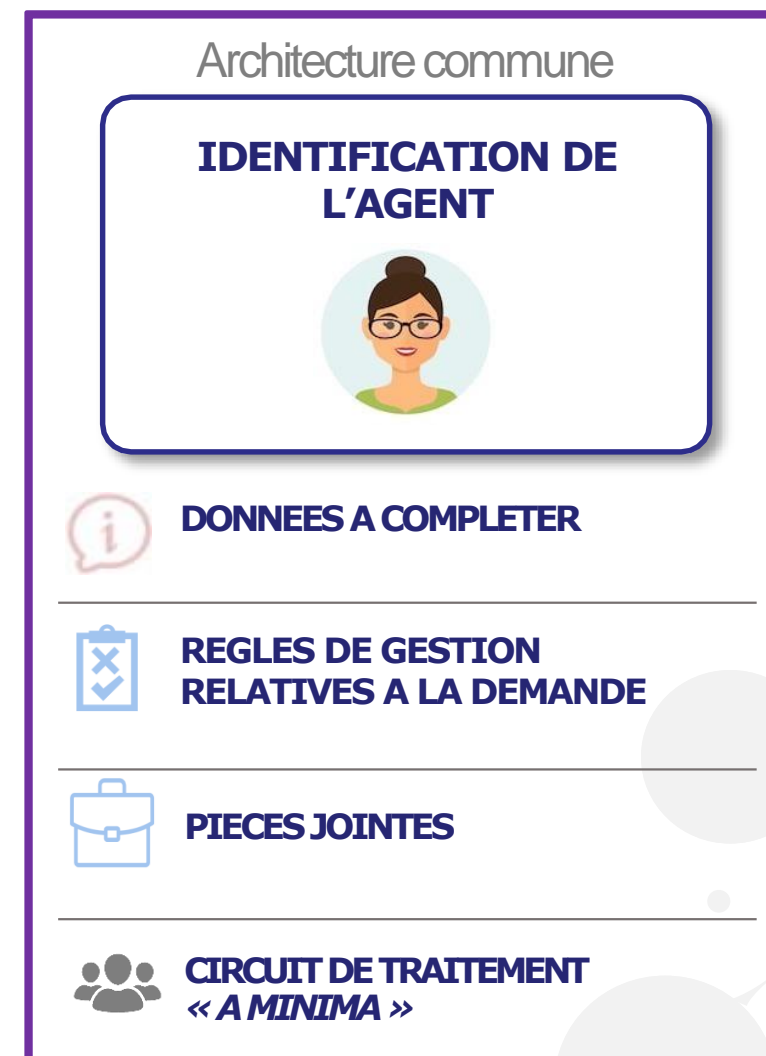 Architecture commune
IDENTIFICATION DE
L’AGENT
DONNEES A COMPLETER
REGLES DE GESTION
RELATIVES A LA DEMANDE
PIECES JOINTES
CIRCUIT DE TRAITEMENT
« A MINIMA »